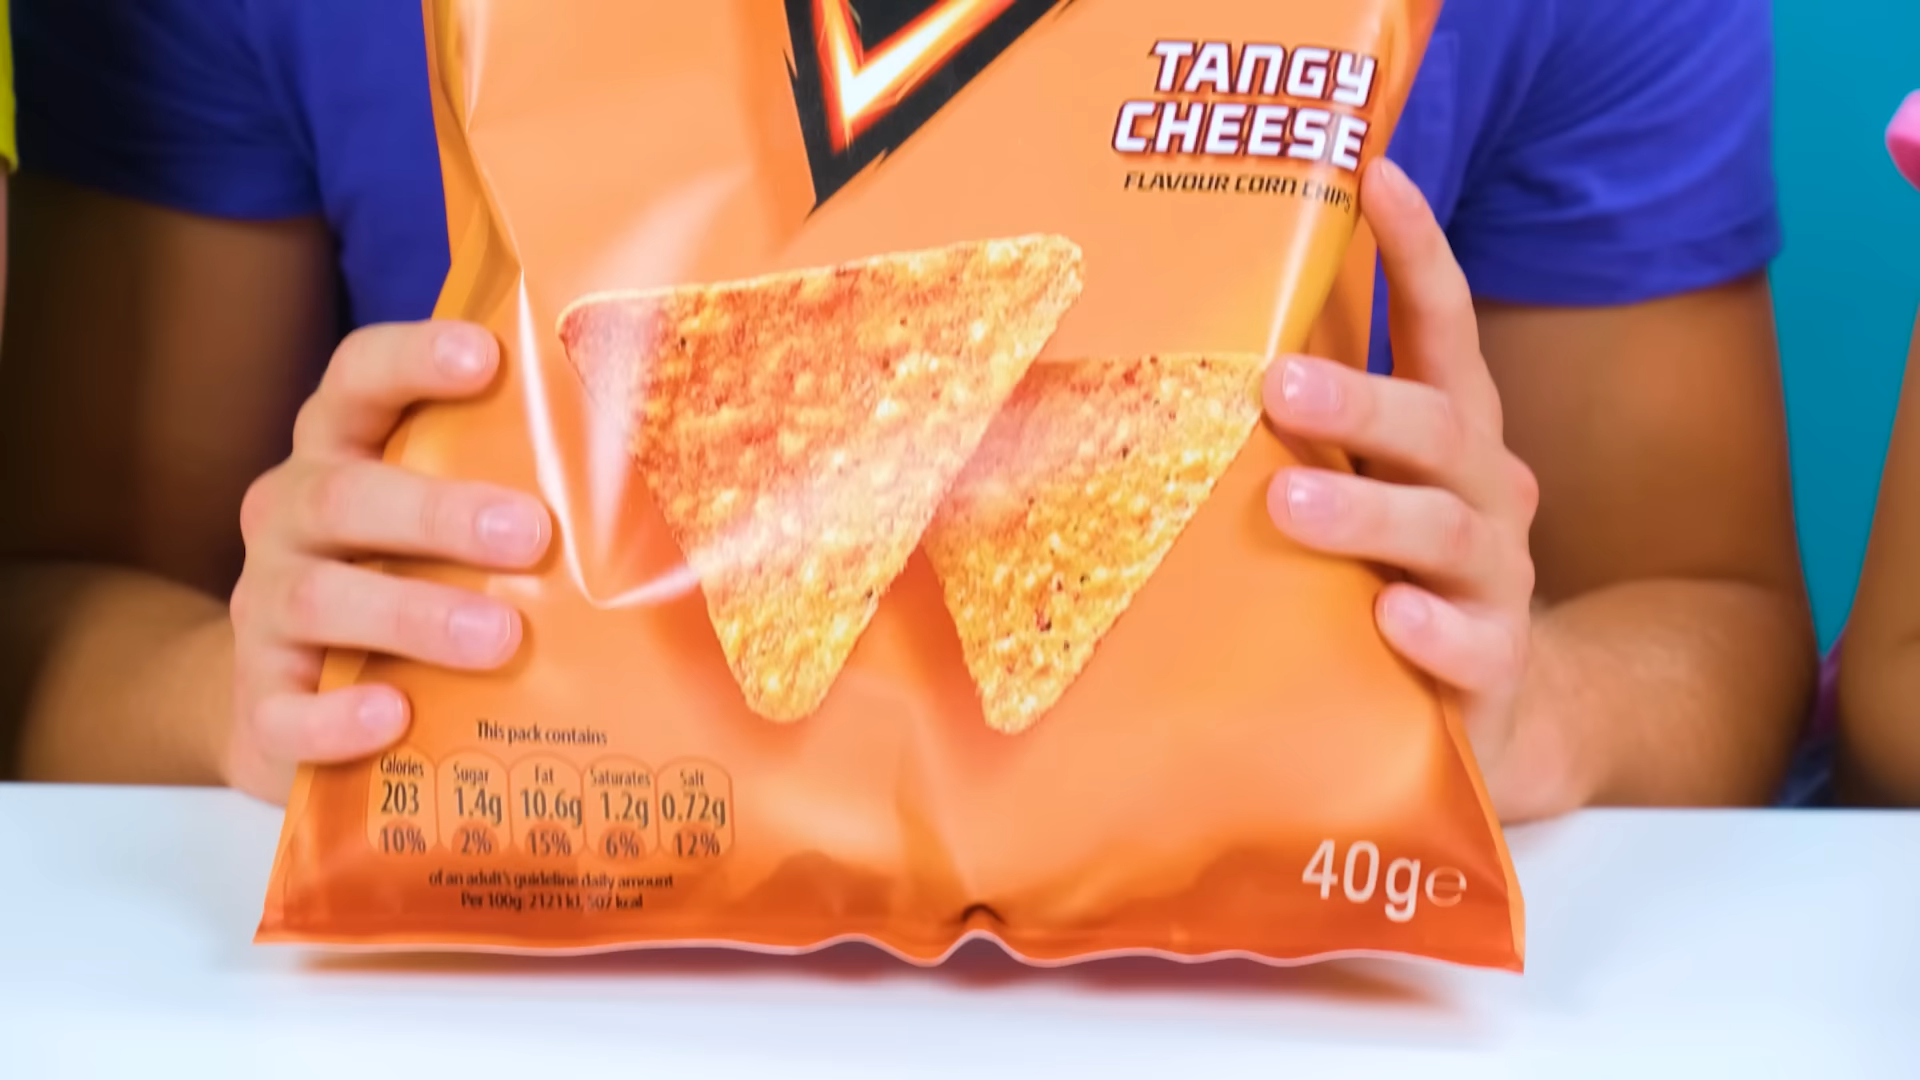 TANGY
CHEESE
FLAVOUR CORN CHIPS
This pack contains
Calories Sugar Fat Saturates Salt
203 1.4g 10.6g 1.2g 0.72g
10% 2% 15% 6% 12%
of an adult's guideline daily amount
Per 100g: 2121kJ, 507 kcal
40g℮